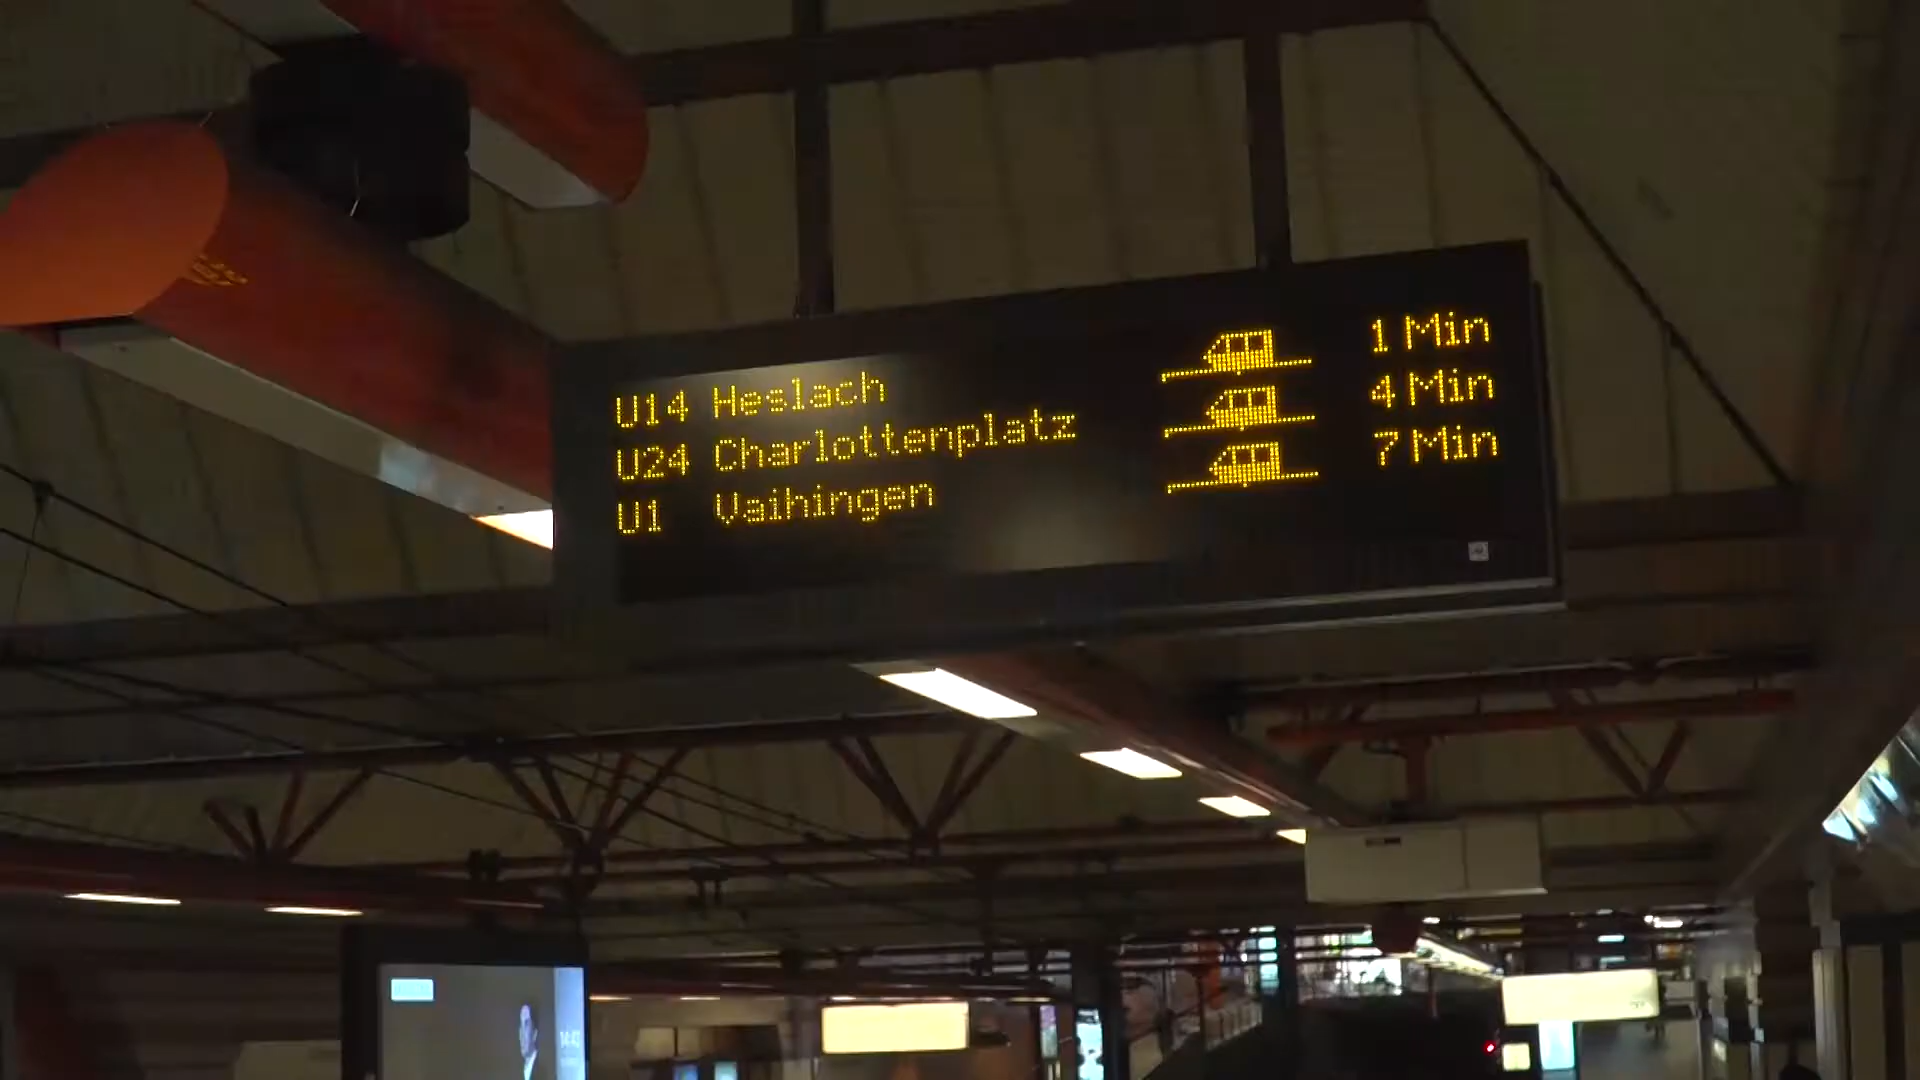 U14 Heslach 1 Min
U24 Charlottenplatz 4 Min
U1 Vaihingen 7 Min